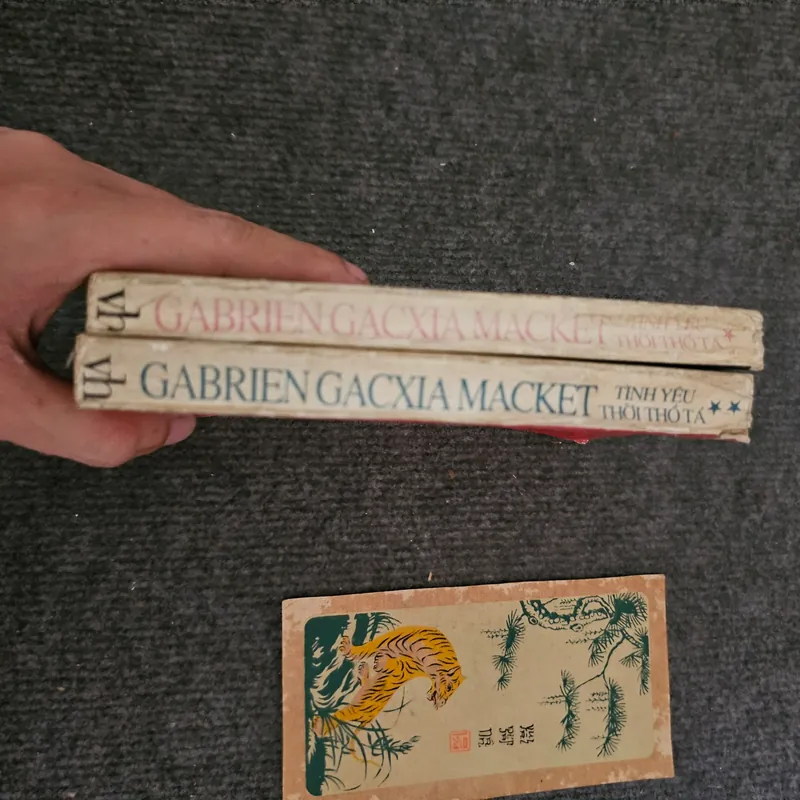 vh
GABRIEN GACXIA MACKET
TÌNH YÊU
THỜI THỔ TẢ *
vh
GABRIEN GACXIA MACKET
TÌNH YÊU
THỜI THỔ TẢ **